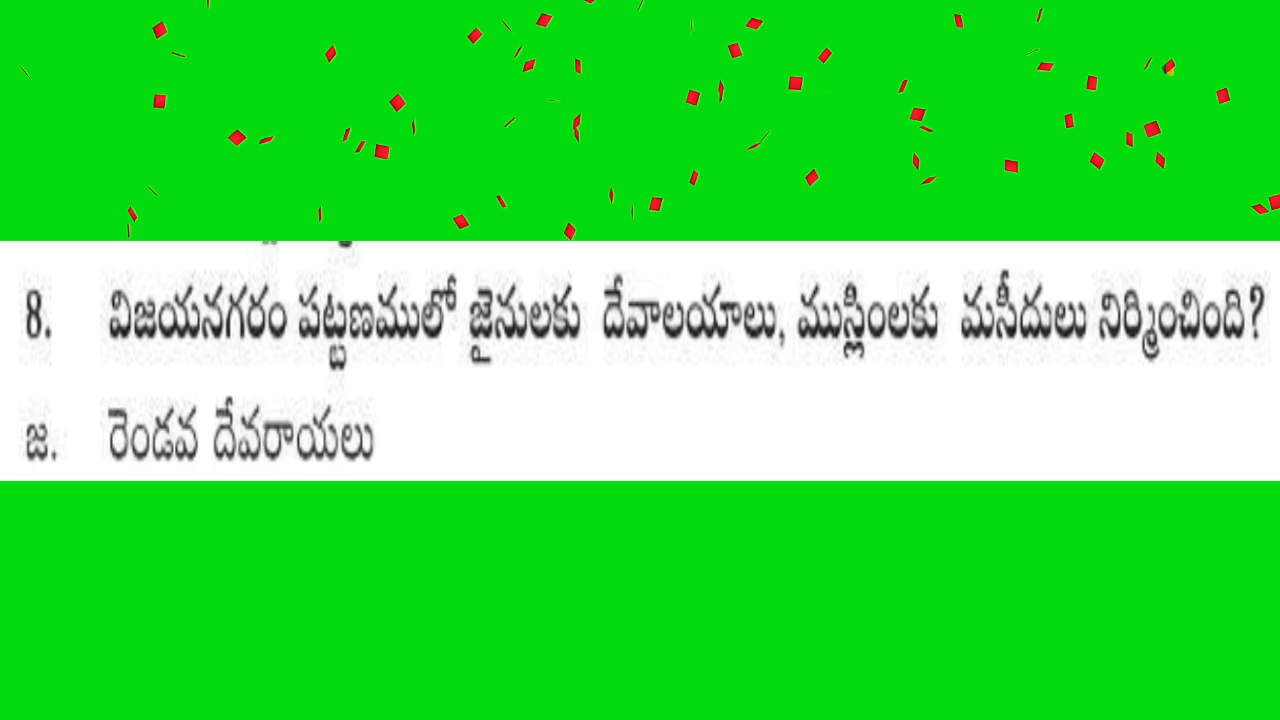 8. విజయనగరం పట్టణములో జైనులకు దేవాలయాలు, ముస్లింలకు మసీదులు నిర్మించింది?
జ. రెండవ దేవరాయలు